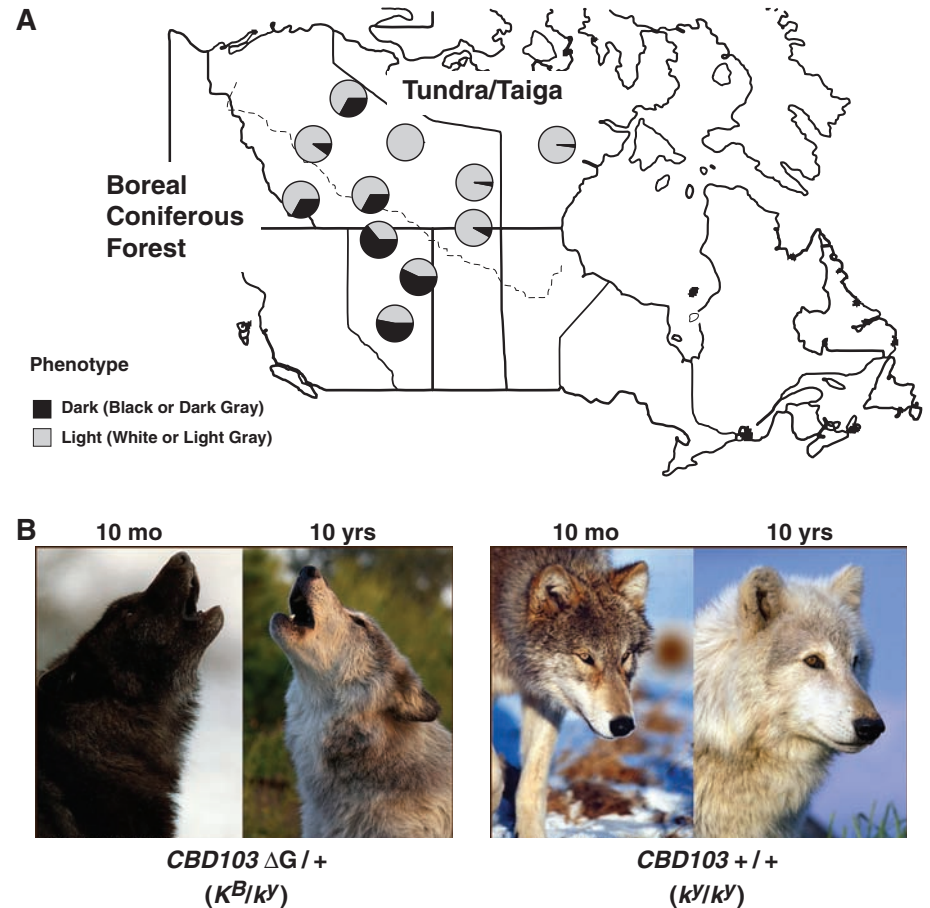 A
Tundra/Taiga
Boreal
Coniferous
Forest
Phenotype
Dark (Black or Dark Gray)
Light (White or Light Gray)
B
10 mo
10 yrs
10 mo
10 yrs
CBD103 ΔG / +
(K^B/k^y)
CBD103 + / +
(k^y/k^y)